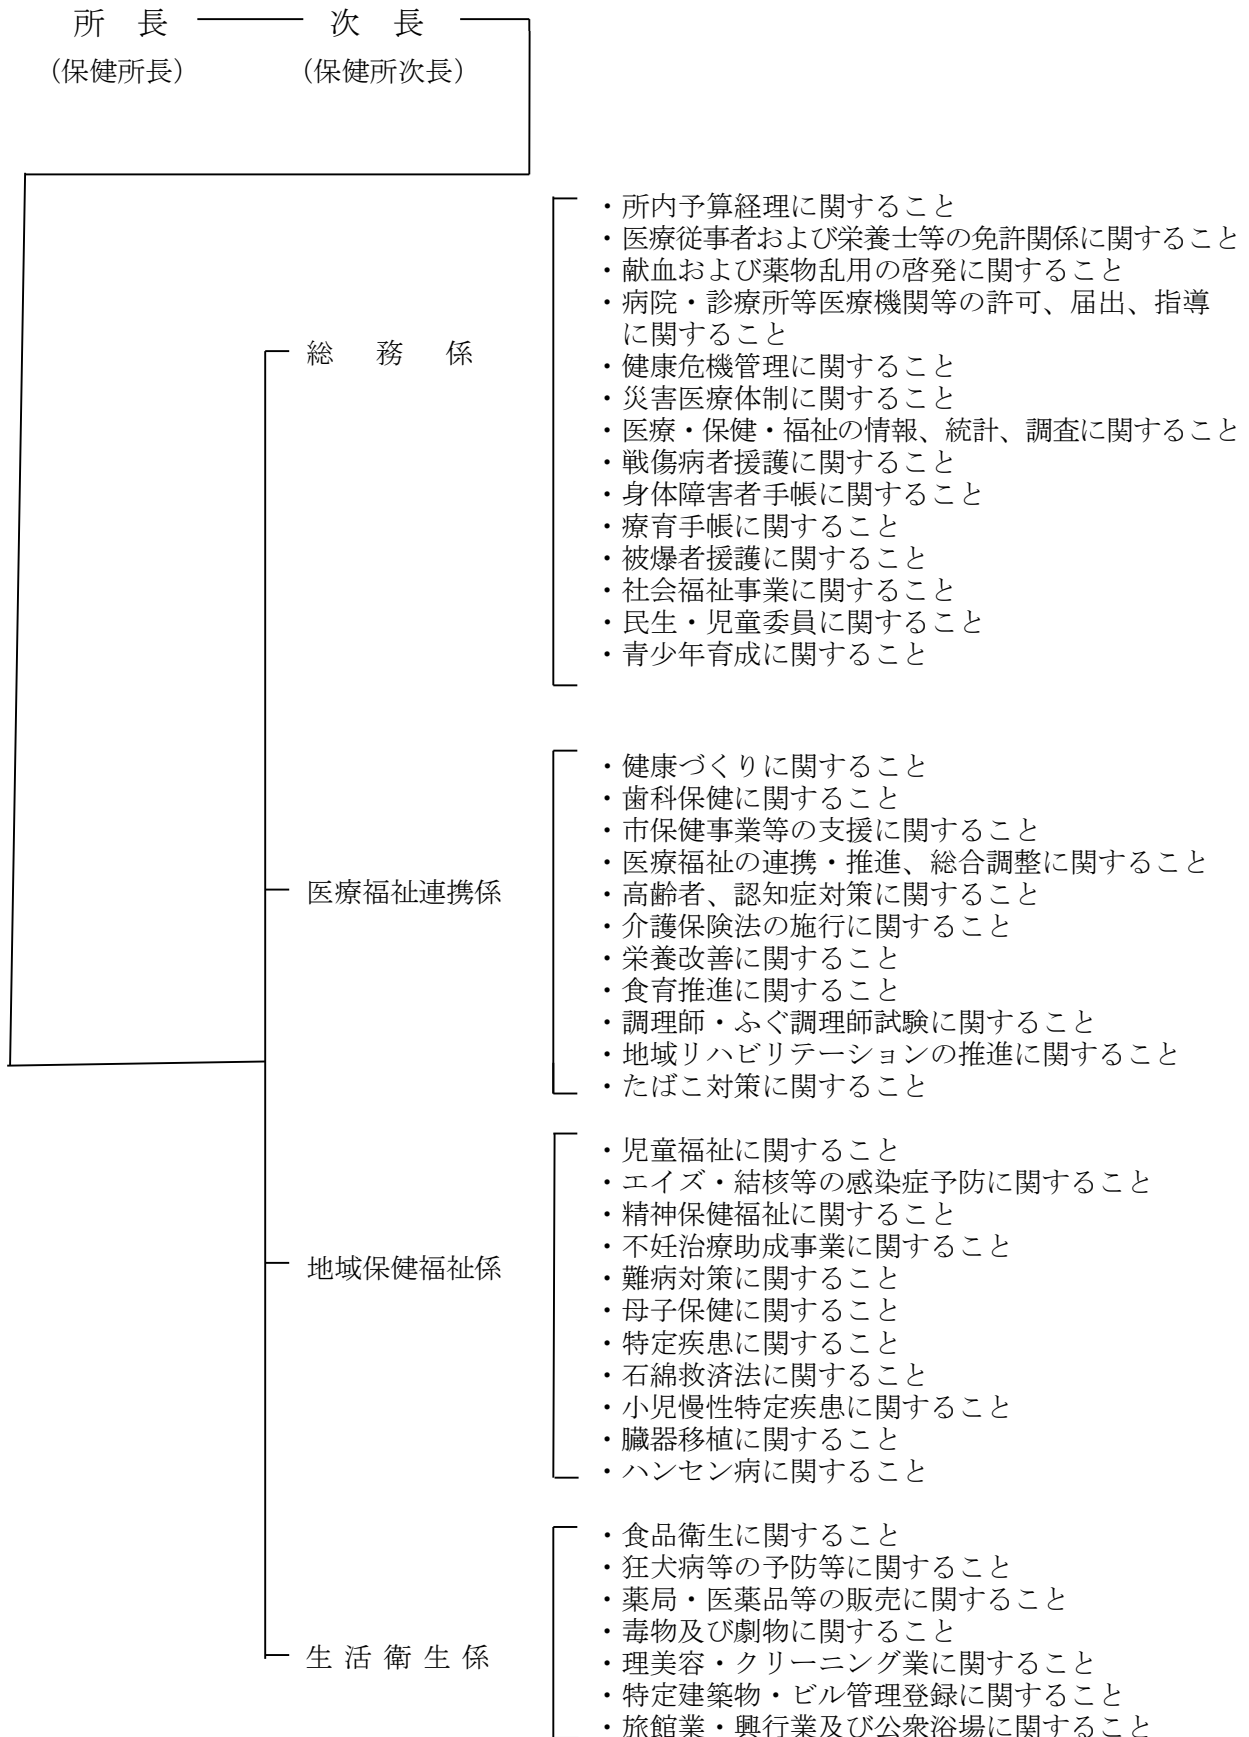 所　長　次　長
（保健所長）　（保健所次長）
総　務　係
・所内予算経理に関すること
・医療従事者および栄養士等の免許関係に関すること
・献血および薬物乱用の啓発に関すること
・病院・診療所等医療機関等の許可、届出、指導
に関すること
・健康危機管理に関すること
・災害医療体制に関すること
・医療・保健・福祉の情報、統計、調査に関すること
・戦傷病者援護に関すること
・身体障害者手帳に関すること
・療育手帳に関すること
・被爆者援護に関すること
・社会福祉事業に関すること
・民生・児童委員に関すること
・青少年育成に関すること
医療福祉連携係
・健康づくりに関すること
・歯科保健に関すること
・市保健事業等の支援に関すること
・医療福祉の連携・推進、総合調整に関すること
・高齢者、認知症対策に関すること
・介護保険法の施行に関すること
・栄養改善に関すること
・食育推進に関すること
・調理師・ふぐ調理師試験に関すること
・地域リハビリテーションの推進に関すること
・たばこ対策に関すること
地域保健福祉係
・児童福祉に関すること
・エイズ・結核等の感染症予防に関すること
・精神保健福祉に関すること
・不妊治療助成事業に関すること
・難病対策に関すること
・母子保健に関すること
・特定疾患に関すること
・石綿救済法に関すること
・小児慢性特定疾患に関すること
・臓器移植に関すること
・ハンセン病に関すること
生活衛生係
・食品衛生に関すること
・狂犬病等の予防等に関すること
・薬局・医薬品等の販売に関すること
・毒物及び劇物に関すること
・理美容・クリーニング業に関すること
・特定建築物・ビル管理登録に関すること
・旅館業・興行業及び公衆浴場に関すること